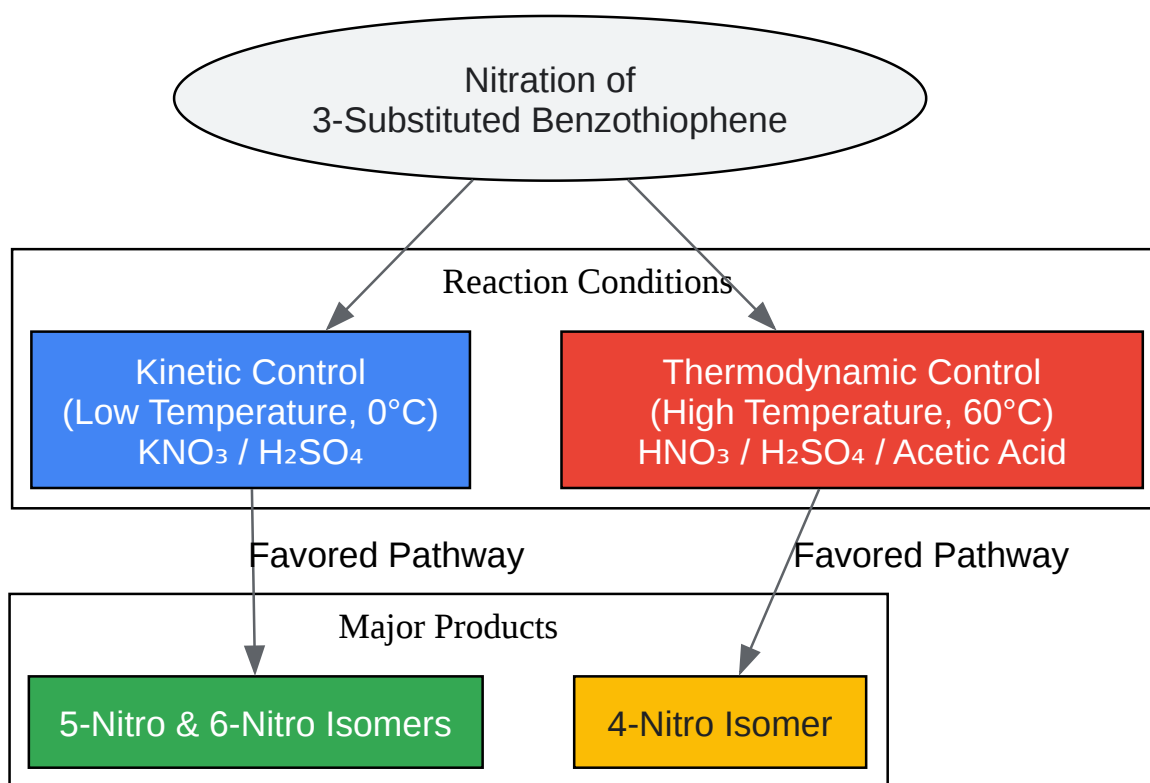 Nitration of
3-Substituted Benzothiophene
Reaction Conditions
Kinetic Control
(Low Temperature, 0°C)
KNO₃ / H₂SO₄
Thermodynamic Control
(High Temperature, 60°C)
HNO₃ / H₂SO₄ / Acetic Acid
Favored Pathway
Favored Pathway
Major Products
5-Nitro & 6-Nitro Isomers
4-Nitro Isomer